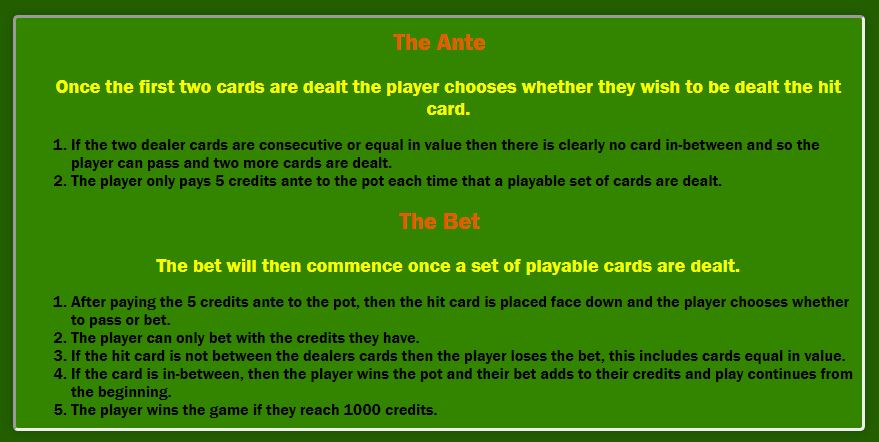 The Ante
Once the first two cards are dealt the player chooses whether they wish to be dealt the hit
card.
1. If the two dealer cards are consecutive or equal in value then there is clearly no card in-between and so the
player can pass and two more cards are dealt.
2. The player only pays 5 credits ante to the pot each time that a playable set of cards are dealt.
The Bet
The bet will then commence once a set of playable cards are dealt.
1. After paying the 5 credits ante to the pot, then the hit card is placed face down and the player chooses whether
to pass or bet.
2. The player can only bet with the credits they have.
3. If the hit card is not between the dealers cards then the player loses the bet, this includes cards equal in value.
4. If the card is in-between, then the player wins the pot and their bet adds to their credits and play continues from
the beginning.
5. The player wins the game if they reach 1000 credits.